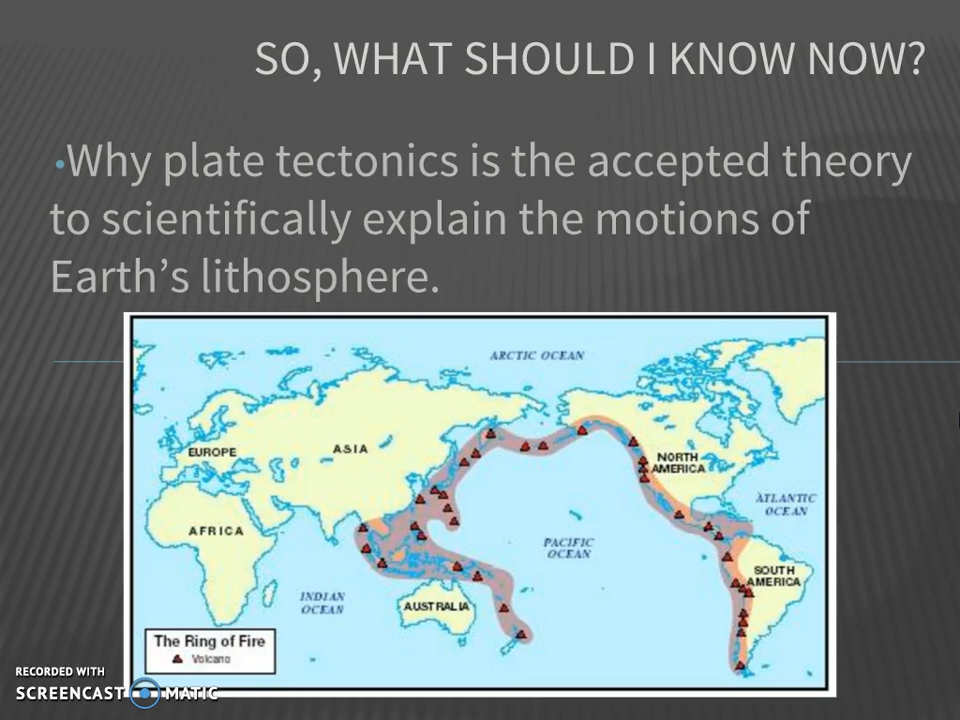 SO, WHAT SHOULD I KNOW NOW?
•Why plate tectonics is the accepted theory
to scientifically explain the motions of
Earth's lithosphere.
ARCTIC OCEAN
EUROPE
ASIA
NORTH
AMERICA
ATLANTIC
OCEAN
AFRICA
PACIFIC
OCEAN
SOUTH
AMERICA
INDIAN
OCEAN
AUSTRALIA
The Ring of Fire
Volcano
RECORDED WITH
SCREENCAST MATIC